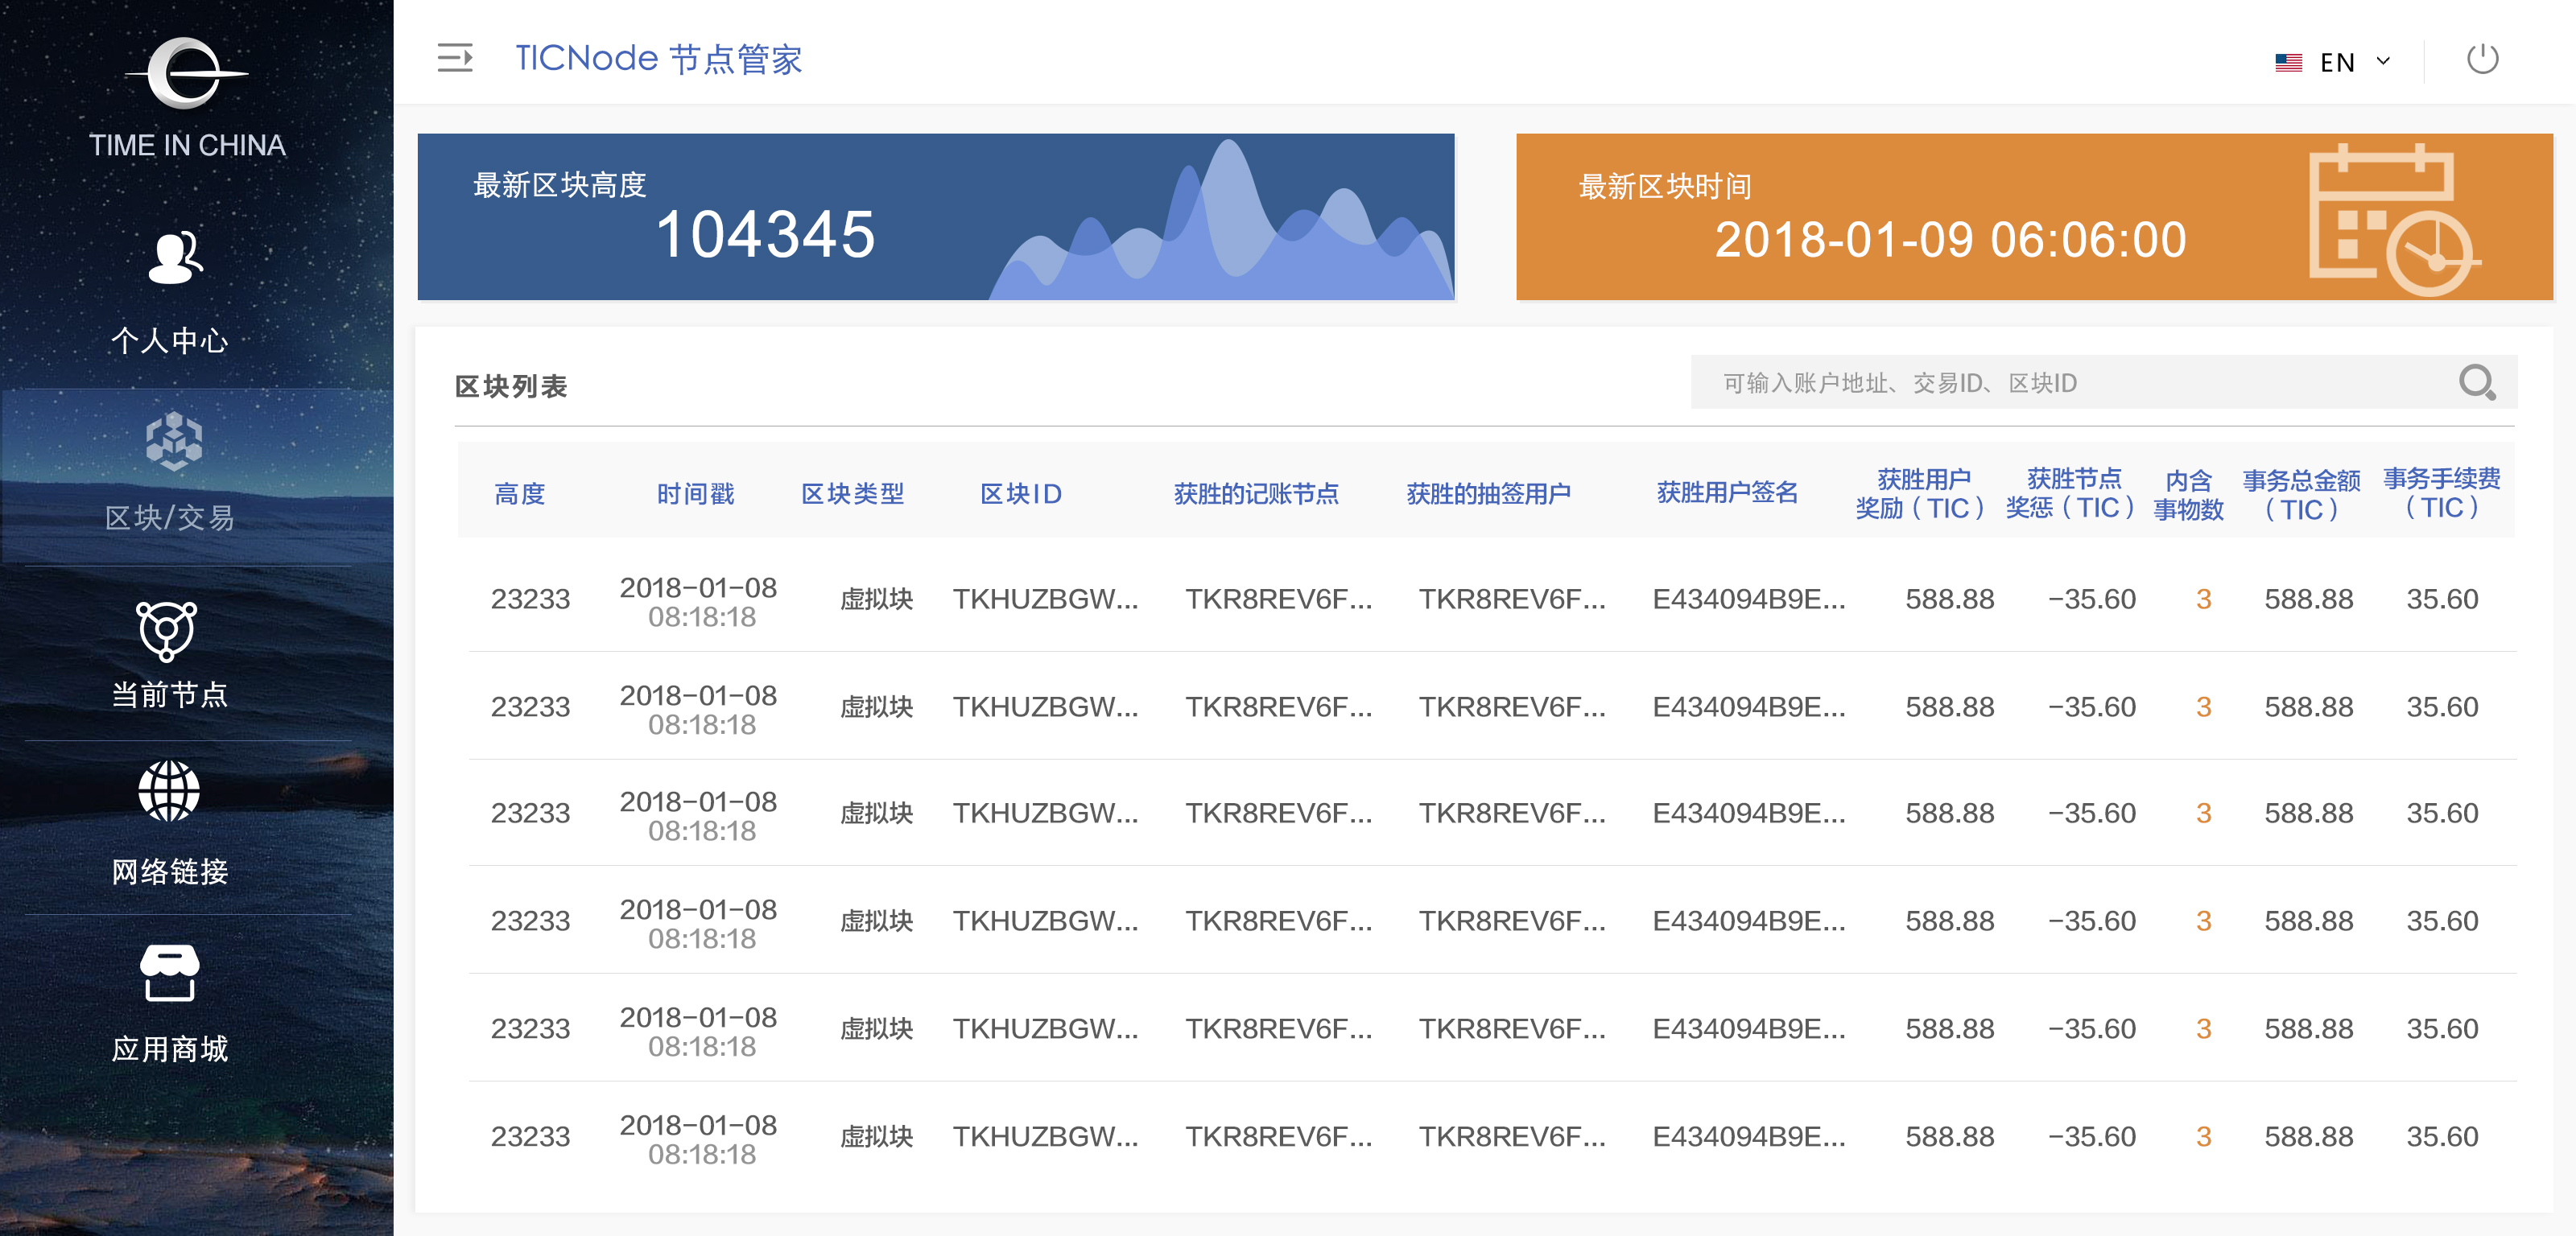 TIME IN CHINA
个人中心
区块/交易
当前节点
网络链接
应用商城
TICNode 节点管家
EN
最新区块高度
104345
最新区块时间
2018-01-09 06:06:00
区块列表
可输入账户地址、交易ID、区块ID
高度 时间戳 区块类型 区块ID 获胜的记账节点 获胜的抽签用户 获胜用户签名 获胜用户 获胜节点 内含 事务总金额 事务手续费
奖励（TIC） 奖惩（TIC） 事物数 （TIC） （TIC）
23233 2018-01-08 虚拟块 TKHUZBGW... TKR8REV6F... TKR8REV6F... E434094B9E... 588.88 -35.60 3 588.88 35.60
08:18:18
23233 2018-01-08 虚拟块 TKHUZBGW... TKR8REV6F... TKR8REV6F... E434094B9E... 588.88 -35.60 3 588.88 35.60
08:18:18
23233 2018-01-08 虚拟块 TKHUZBGW... TKR8REV6F... TKR8REV6F... E434094B9E... 588.88 -35.60 3 588.88 35.60
08:18:18
23233 2018-01-08 虚拟块 TKHUZBGW... TKR8REV6F... TKR8REV6F... E434094B9E... 588.88 -35.60 3 588.88 35.60
08:18:18
23233 2018-01-08 虚拟块 TKHUZBGW... TKR8REV6F... TKR8REV6F... E434094B9E... 588.88 -35.60 3 588.88 35.60
08:18:18
23233 2018-01-08 虚拟块 TKHUZBGW... TKR8REV6F... TKR8REV6F... E434094B9E... 588.88 -35.60 3 588.88 35.60
08:18:18